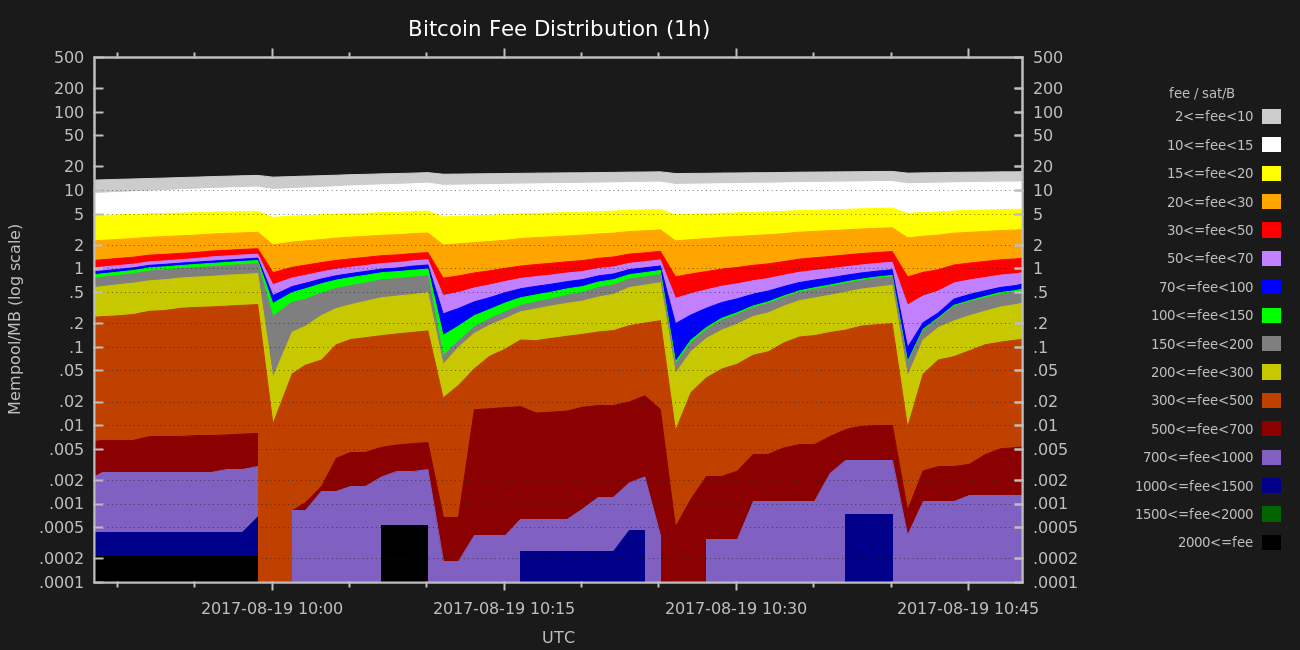 Bitcoin Fee Distribution (1h)
500
200
100
50
20
10
5
2
1
.5
.2
.1
.05
.02
.01
.005
.002
.001
.0005
.0002
.0001
Mempool/MB (log scale)
500
200
100
50
20
10
5
2
1
.5
.2
.1
.05
.02
.01
.005
.002
.001
.0005
.0002
.0001
2017-08-19 10:00
2017-08-19 10:15
2017-08-19 10:30
2017-08-19 10:45
UTC
fee / sat/B
2<=fee<10
10<=fee<15
15<=fee<20
20<=fee<30
30<=fee<50
50<=fee<70
70<=fee<100
100<=fee<150
150<=fee<200
200<=fee<300
300<=fee<500
500<=fee<700
700<=fee<1000
1000<=fee<1500
1500<=fee<2000
2000<=fee